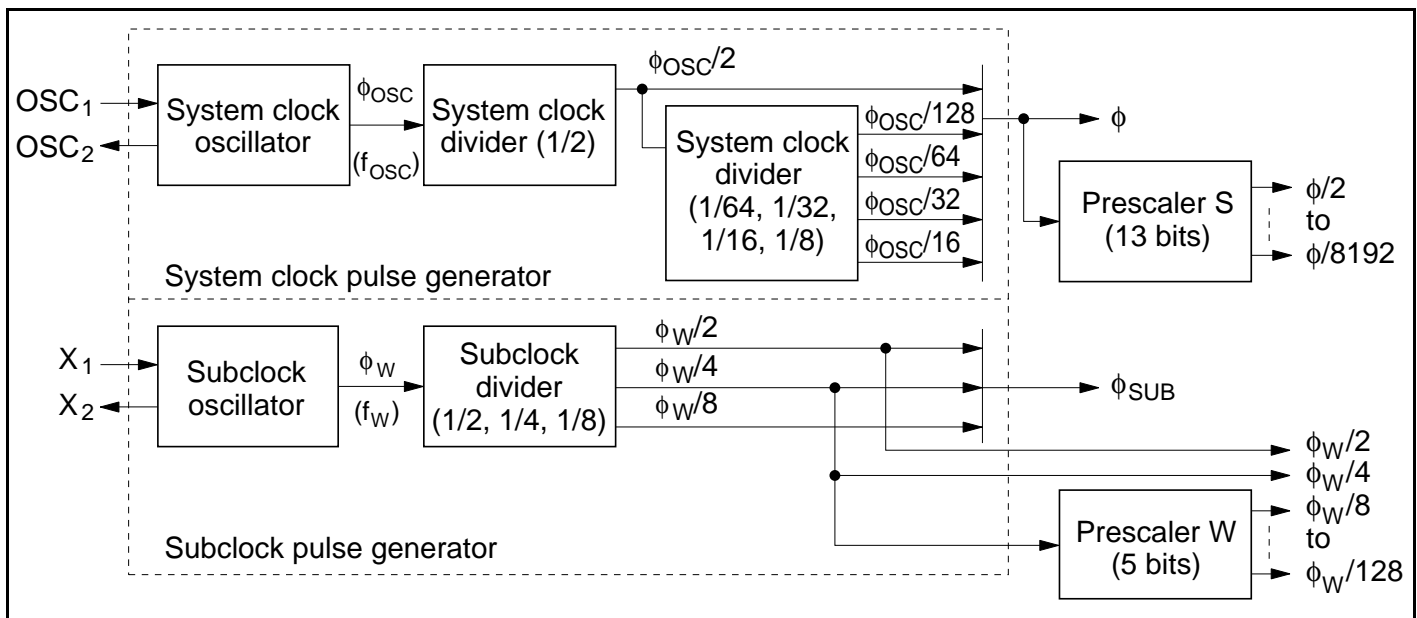 OSC1
OSC2
System clock
oscillator
ϕOSC
(fOSC)
System clock
divider (1/2)
ϕOSC/2
System clock
divider
(1/64, 1/32,
1/16, 1/8)
ϕOSC/128
ϕOSC/64
ϕOSC/32
ϕOSC/16
ϕ
Prescaler S
(13 bits)
ϕ/2
to
ϕ/8192
System clock pulse generator
X1
X2
Subclock
oscillator
ϕW
(fW)
Subclock
divider
(1/2, 1/4, 1/8)
ϕW/2
ϕW/4
ϕW/8
ϕSUB
ϕW/2
ϕW/4
Prescaler W
(5 bits)
ϕW/8
to
ϕW/128
Subclock pulse generator